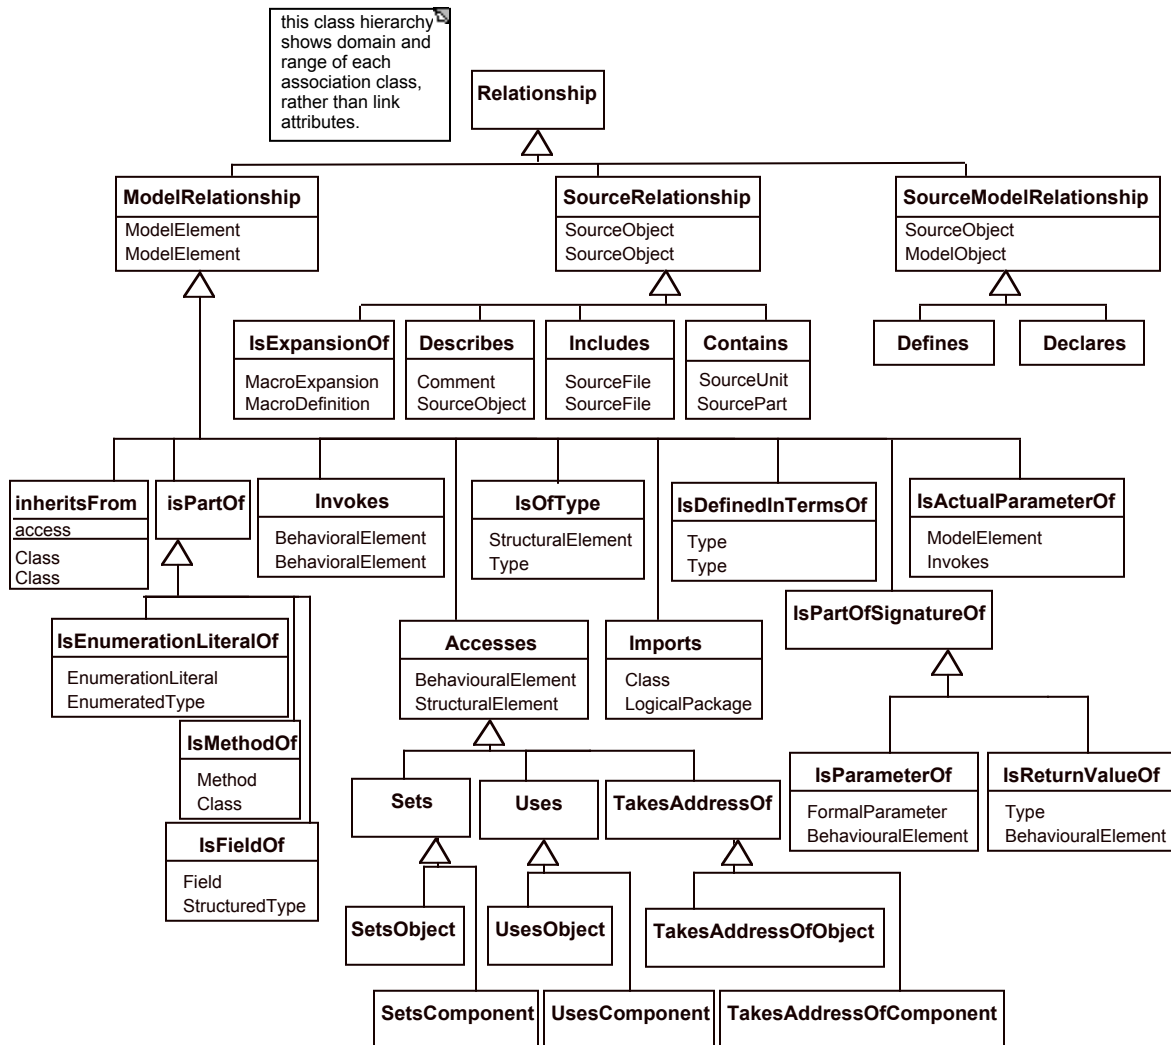 this class hierarchy
shows domain and
range of each
association class,
rather than link
attributes.
Relationship
ModelRelationship
ModelElement
ModelElement
SourceRelationship
SourceObject
SourceObject
SourceModelRelationship
SourceObject
ModelObject
IsExpansionOf
MacroExpansion
MacroDefinition
Describes
Comment
SourceObject
Includes
SourceFile
SourceFile
Contains
SourceUnit
SourcePart
Defines
Declares
inheritsFrom
access
Class
Class
isPartOf
Invokes
BehavioralElement
BehavioralElement
IsOfType
StructuralElement
Type
IsDefinedInTermsOf
Type
Type
IsActualParameterOf
ModelElement
Invokes
IsEnumerationLiteralOf
EnumerationLiteral
EnumeratedType
Accesses
BehaviouralElement
StructuralElement
Imports
Class
LogicalPackage
IsPartOfSignatureOf
IsMethodOf
Method
Class
IsFieldOf
Field
StructuredType
Sets
Uses
TakesAddressOf
IsParameterOf
FormalParameter
BehaviouralElement
IsReturnValueOf
Type
BehaviouralElement
SetsObject
UsesObject
TakesAddressOfObject
SetsComponent
UsesComponent
TakesAddressOfComponent